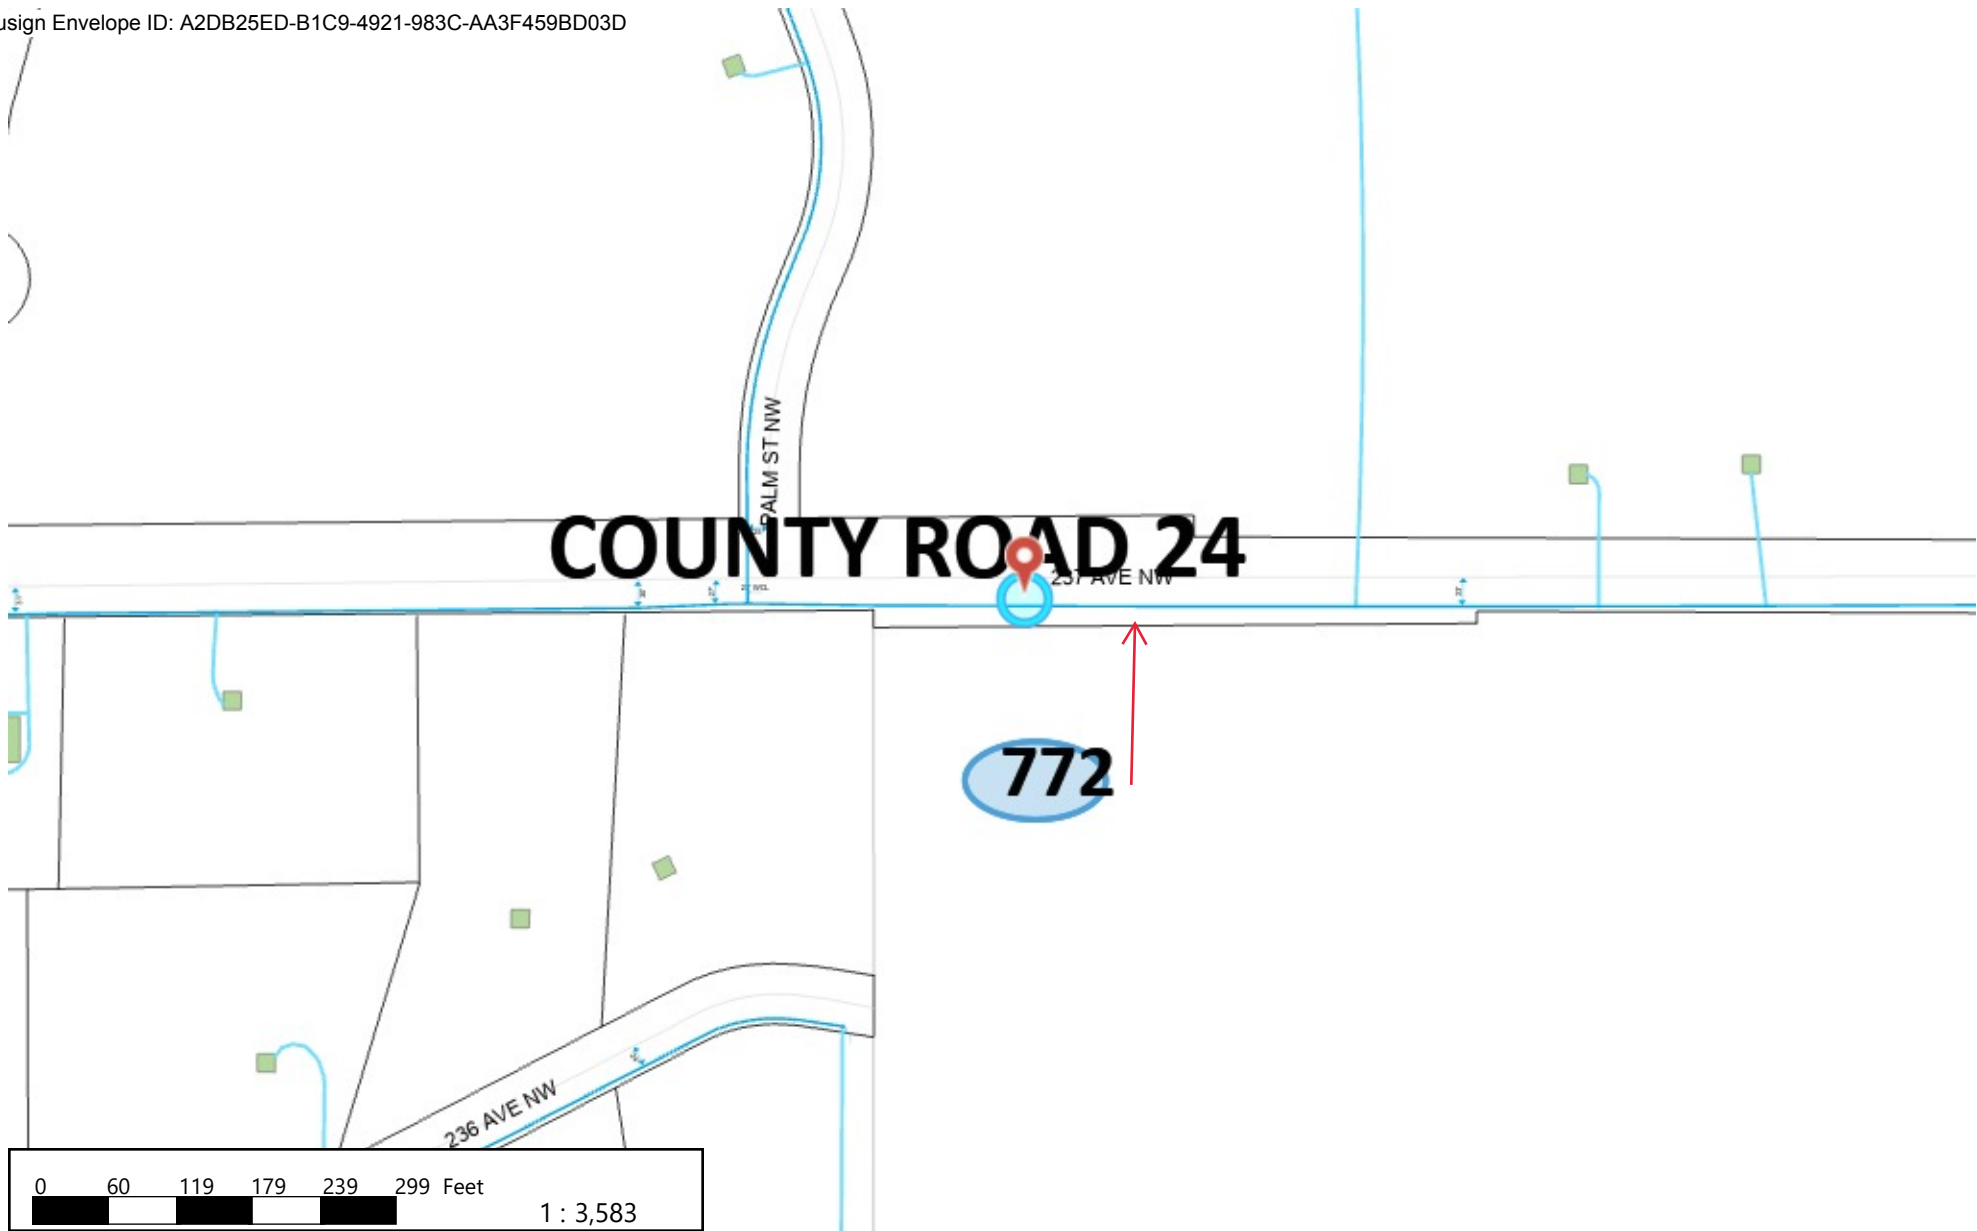 usign Envelope ID: A2DB25ED-B1C9-4921-983C-AA3F459BD03D
PALM ST NW
COUNTY ROAD 24
237 AVE NW
772
236 AVE NW
0 60 119 179 239 299 Feet
1 : 3,583